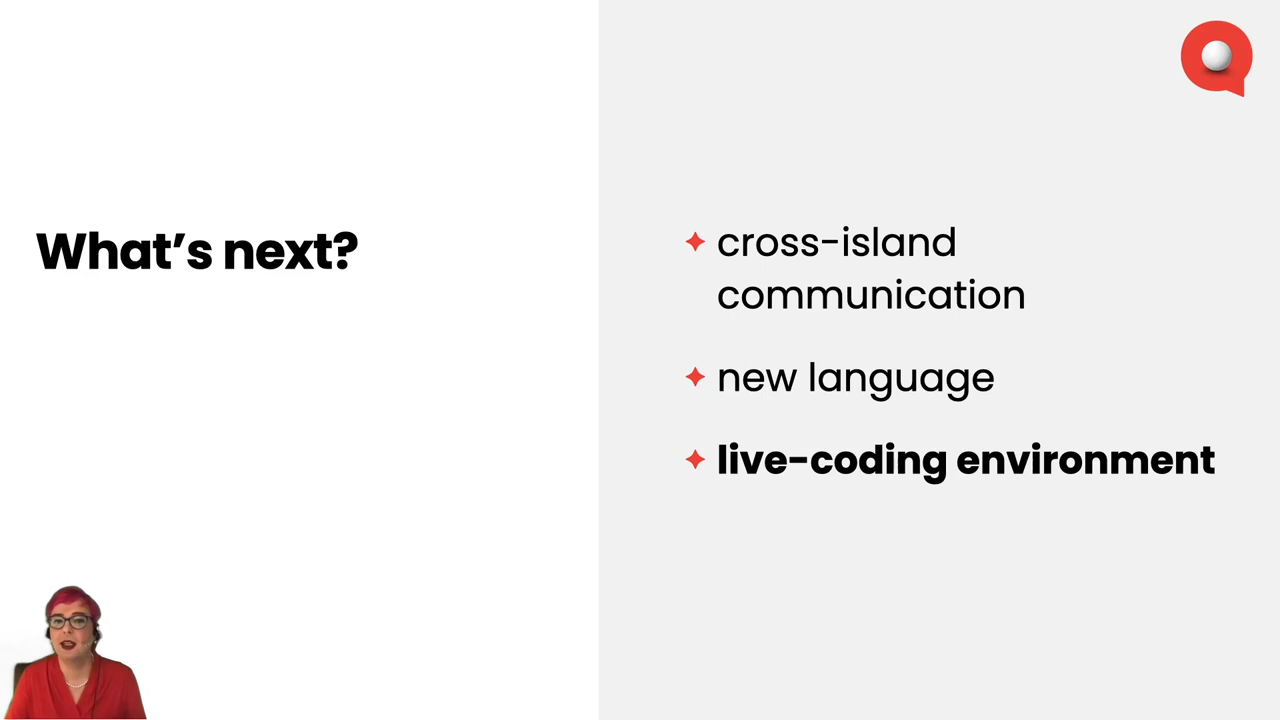 What’s next?
cross-island
communication
new language
live-coding environment